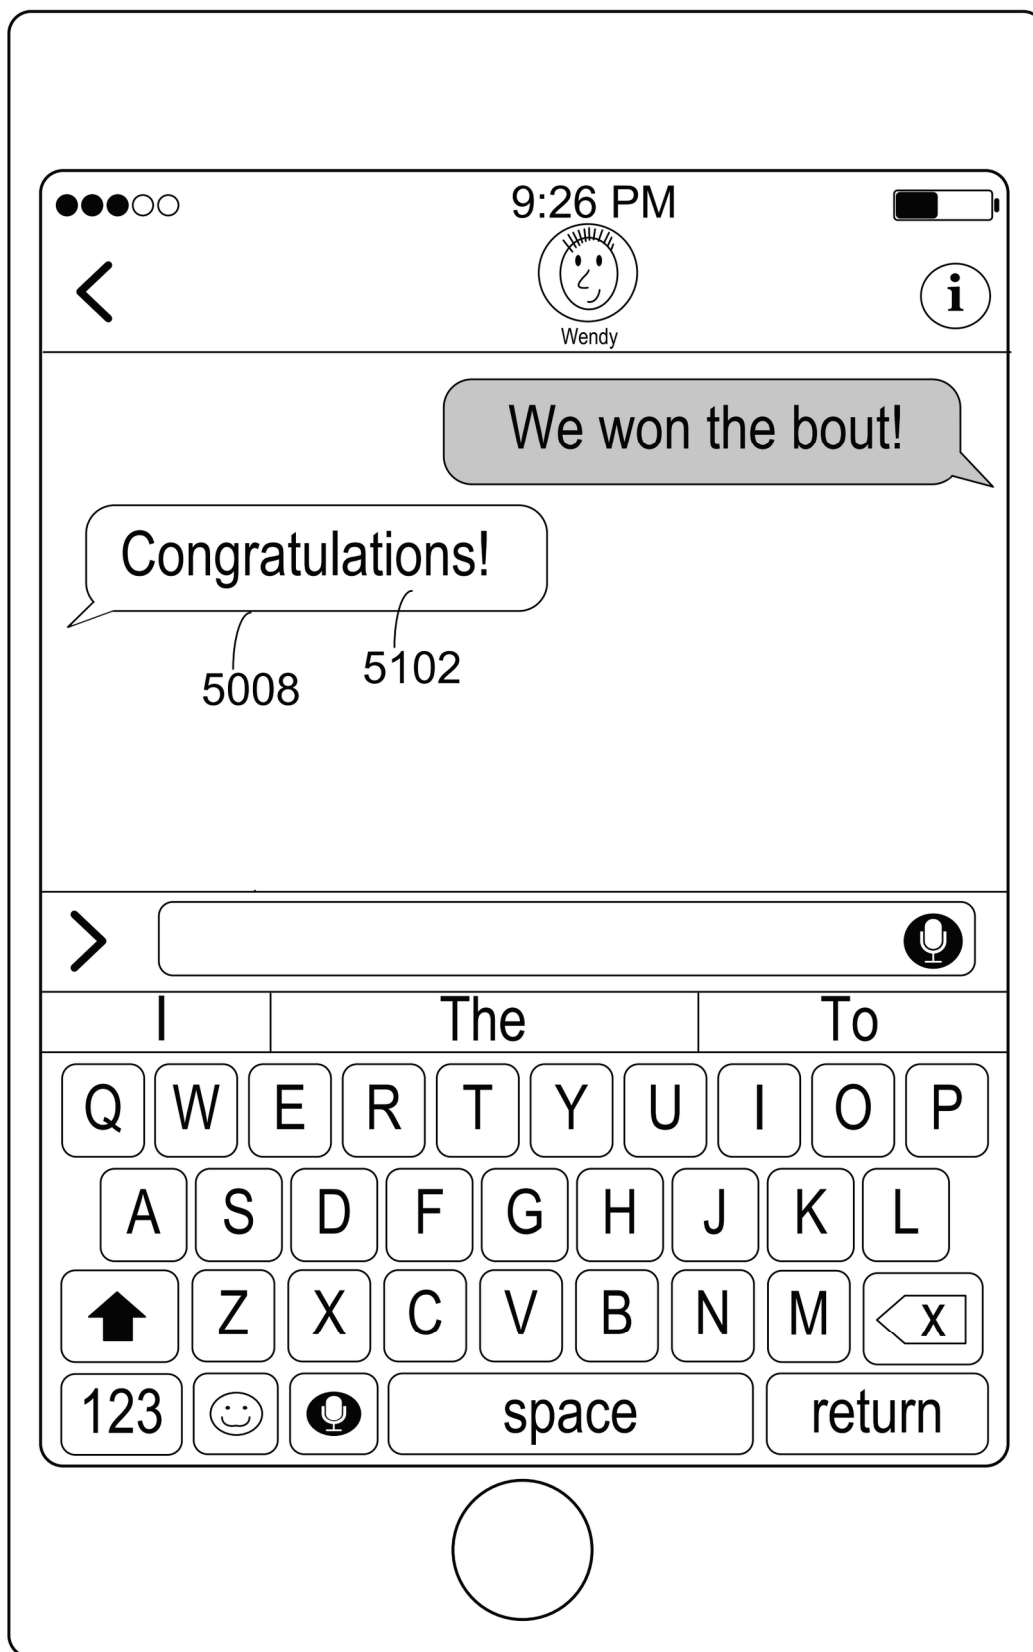 9:26 PM
i
Wendy
We won the bout!
Congratulations!
5102
5008
I The To
Q W E R T Y U I O P
A S D F G H J K L
Z X C V B N M X
123 space return